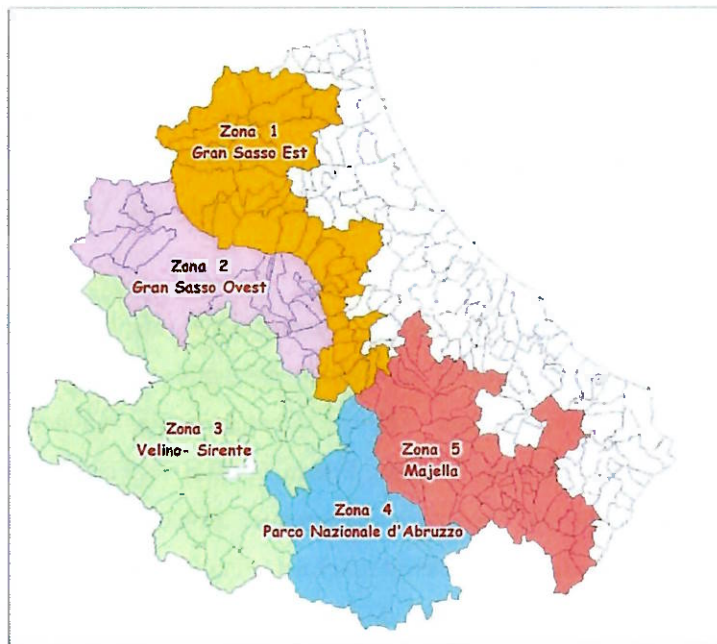 Zona 1
Gran Sasso Est
Zona 2
Gran Sasso Ovest
Zona 3
Velino- Sirente
Zona 5
Majella
Zona 4
Parco Nazionale d'Abruzzo